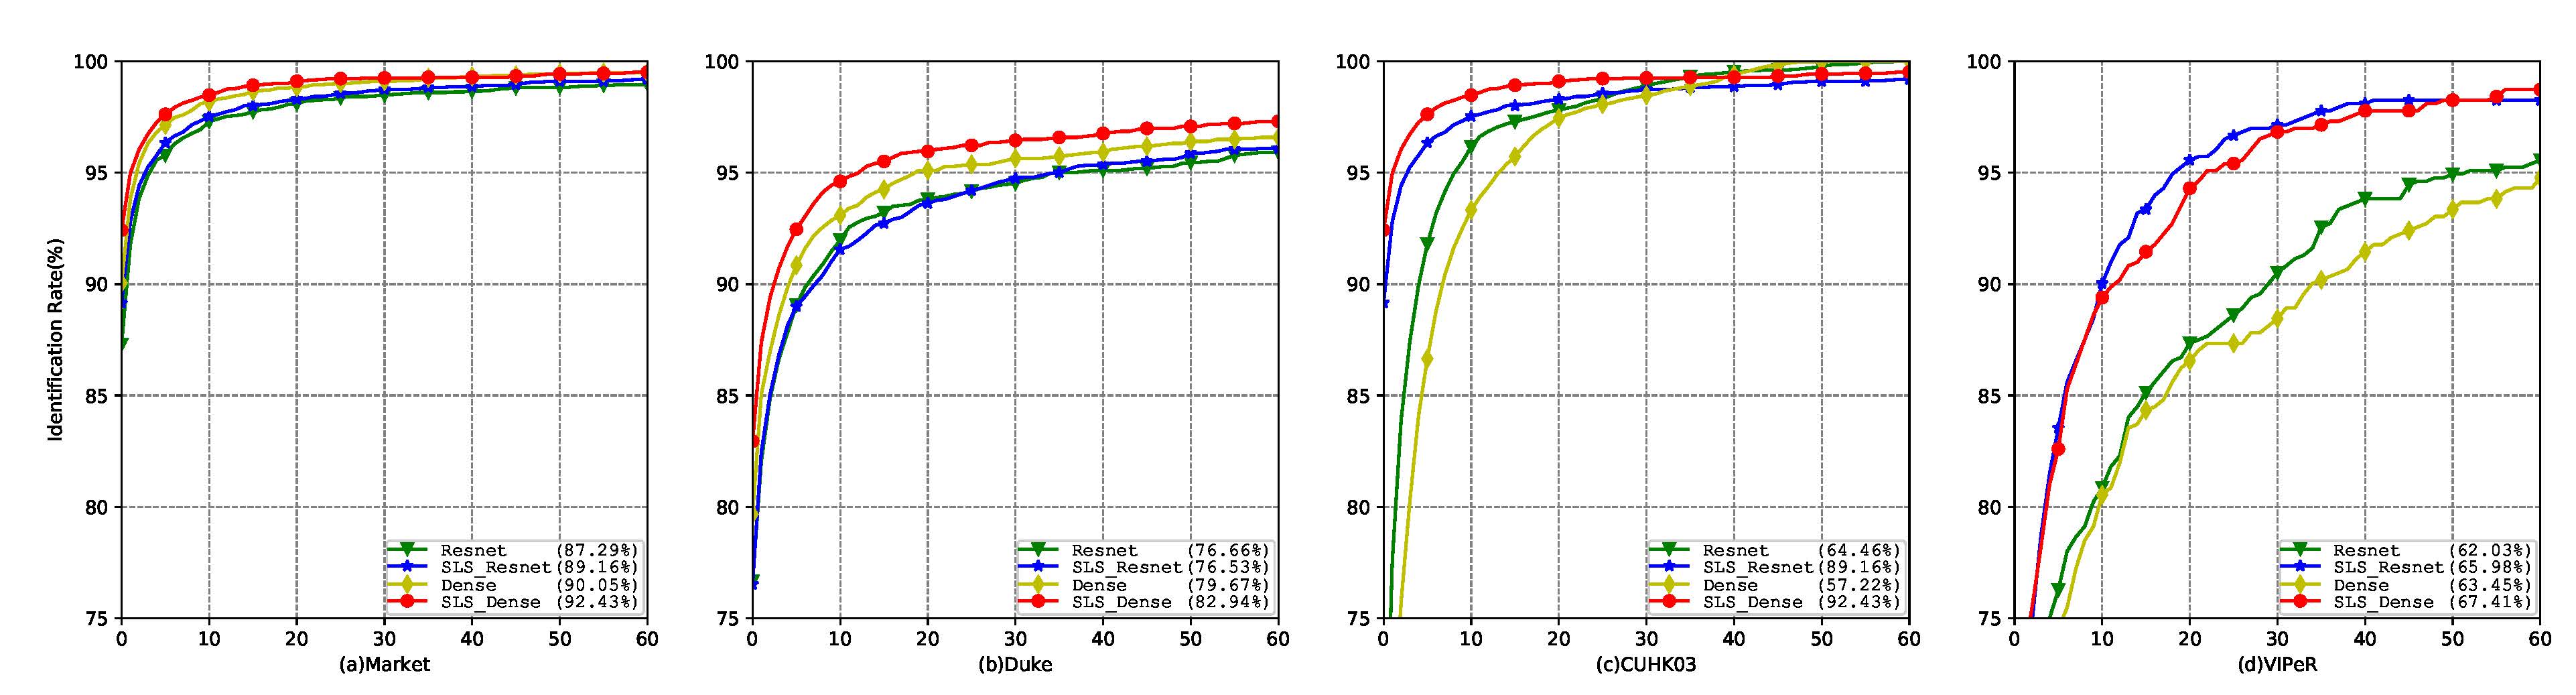 Identification Rate(%)
100
95
90
85
80
75
0 10 20 30 40 50 60
(a)Market
Resnet (87.29%)
SLS_Resnet(89.16%)
Dense (90.05%)
SLS_Dense (92.43%)
100
95
90
85
80
75
0 10 20 30 40 50 60
(b)Duke
Resnet (76.66%)
SLS_Resnet(76.53%)
Dense (79.67%)
SLS_Dense (82.94%)
100
95
90
85
80
75
0 10 20 30 40 50 60
(c)CUHK03
Resnet (64.46%)
SLS_Resnet(89.16%)
Dense (57.22%)
SLS_Dense (92.43%)
100
95
90
85
80
75
0 10 20 30 40 50 60
(d)VIPeR
Resnet (62.03%)
SLS_Resnet(65.98%)
Dense (63.45%)
SLS_Dense (67.41%)